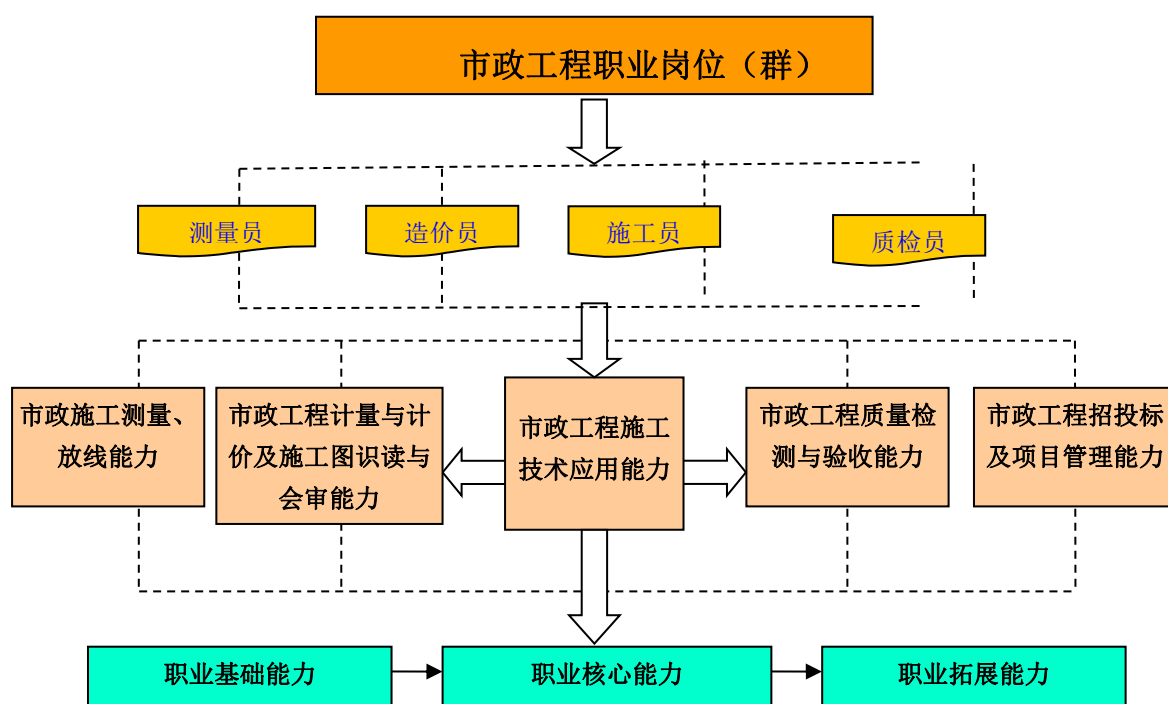 市政工程职业岗位（群）
测量员
造价员
施工员
质检员
市政施工测量、
放线能力
市政工程计量与计
价及施工图识读与
会审能力
市政工程施工
技术应用能力
市政工程质量检
测与验收能力
市政工程招投标
及项目管理能力
职业基础能力
职业核心能力
职业拓展能力